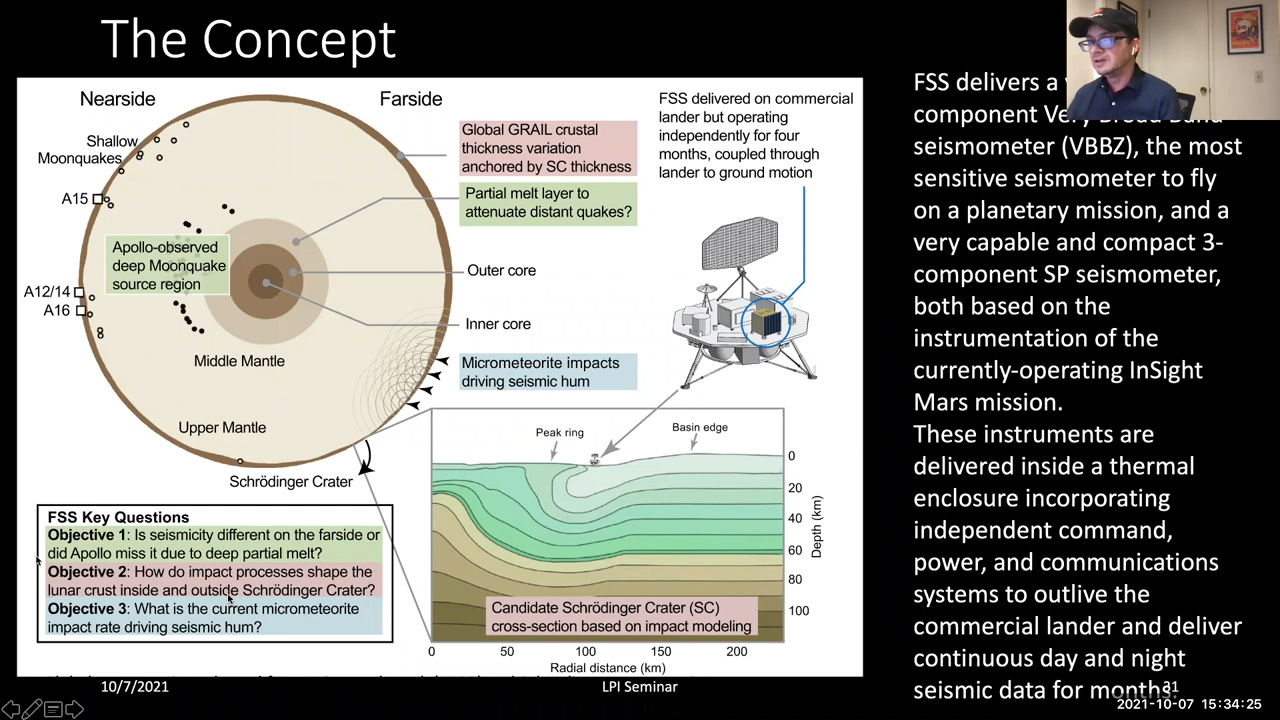 The Concept
Nearside
Farside
Shallow
Moonquakes
A15
Apollo-observed
deep Moonquake
source region
A12/14
A16
Global GRAIL crustal
thickness variation
anchored by SC thickness
Partial melt layer to
attenuate distant quakes?
Outer core
Inner core
Middle Mantle
Micrometeorite impacts
driving seismic hum
Upper Mantle
Schrödinger Crater
FSS delivered on commercial
lander but operating
independently for four
months, coupled through
lander to ground motion
Peak ring
Basin edge
0
20
40
60
80
100
Depth (km)
Candidate Schrödinger Crater (SC)
cross-section based on impact modeling
0
50
100
150
200
Radial distance (km)
FSS Key Questions
Objective 1: Is seismicity different on the farside or
did Apollo miss it due to deep partial melt?
Objective 2: How do impact processes shape the
lunar crust inside and outside Schrödinger Crater?
Objective 3: What is the current micrometeorite
impact rate driving seismic hum?
FSS delivers a
component Very Broad Band
seismometer (VBBZ), the most
sensitive seismometer to fly
on a planetary mission, and a
very capable and compact 3-
component SP seismometer,
both based on the
instrumentation of the
currently-operating InSight
Mars mission.
These instruments are
delivered inside a thermal
enclosure incorporating
independent command,
power, and communications
systems to outlive the
commercial lander and deliver
continuous day and night
seismic data for months.
10/7/2021
LPI Seminar
31
2021-10-07 15:34:25